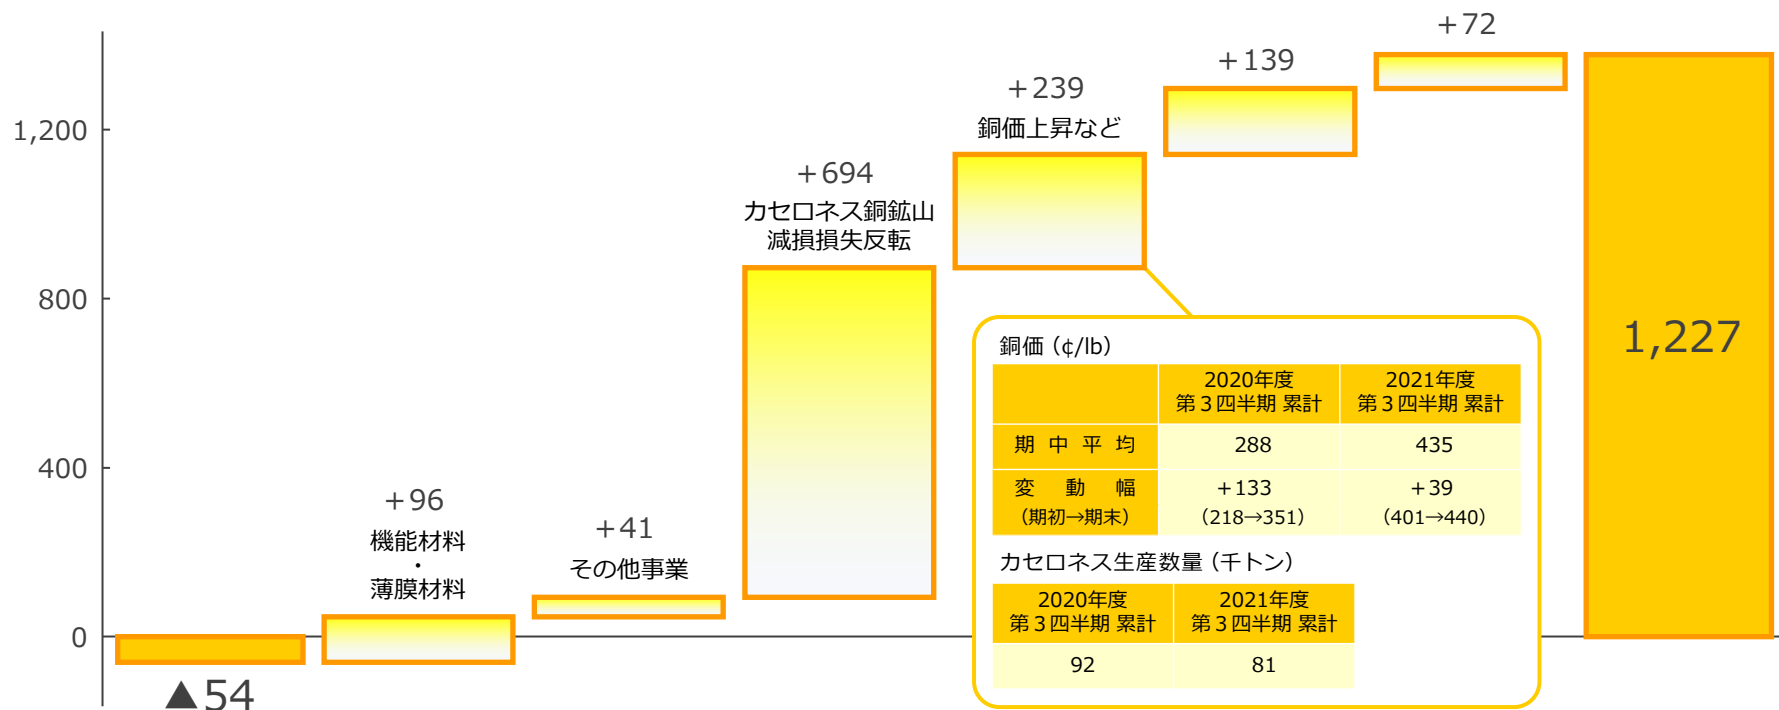 1,200
800
400
0
▲54
+96
機能材料
・
薄膜材料
+41
その他事業
+694
カセロネス銅鉱山
減損損失反転
+239
銅価上昇など
+139
+72
1,227
銅価(¢/lb)
2020年度 2021年度
第3四半期 累計 第3四半期 累計
期中平均 288 435
変動幅 +133 +39
(期初→期末) (218→351) (401→440)
カセロネス生産数量(千トン)
2020年度 2021年度
第3四半期 累計 第3四半期 累計
92 81